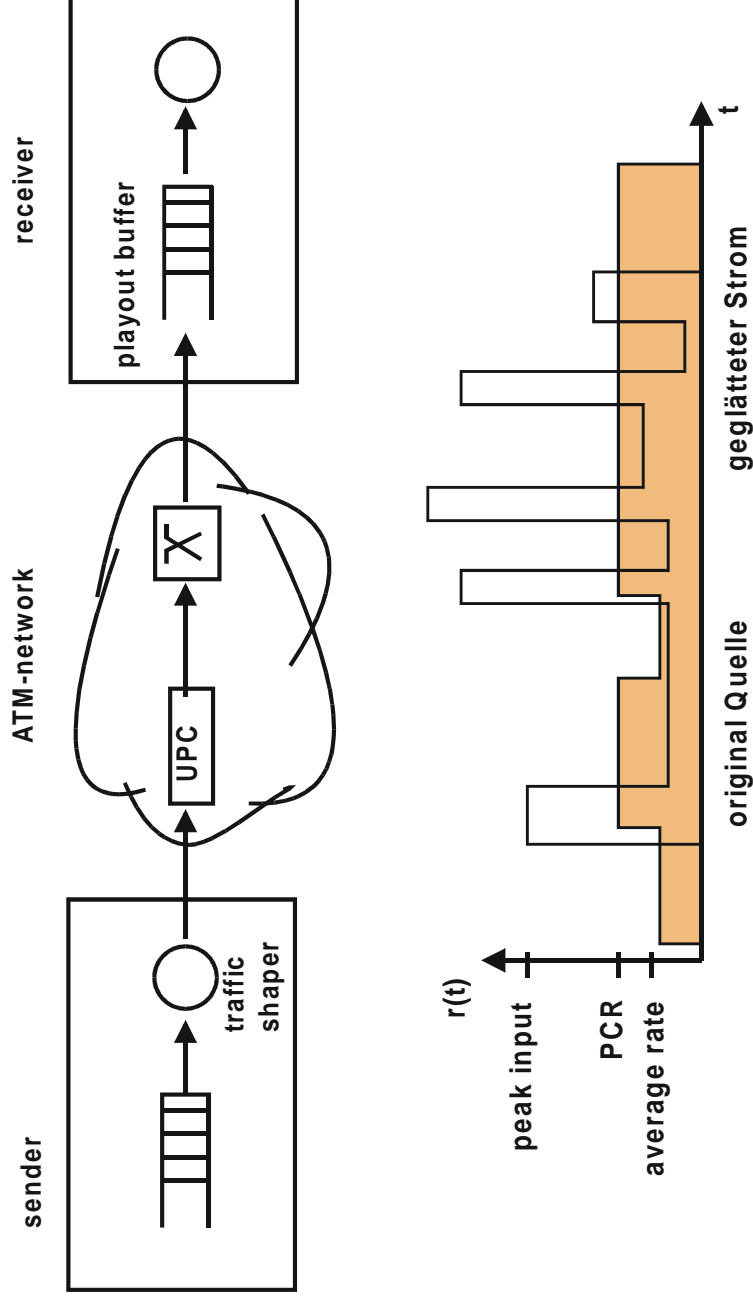 sender
ATM-network
receiver
traffic
shaper
UPC
playout buffer
r(t)
peak input
PCR
average rate
t
original Quelle
geglätteter Strom